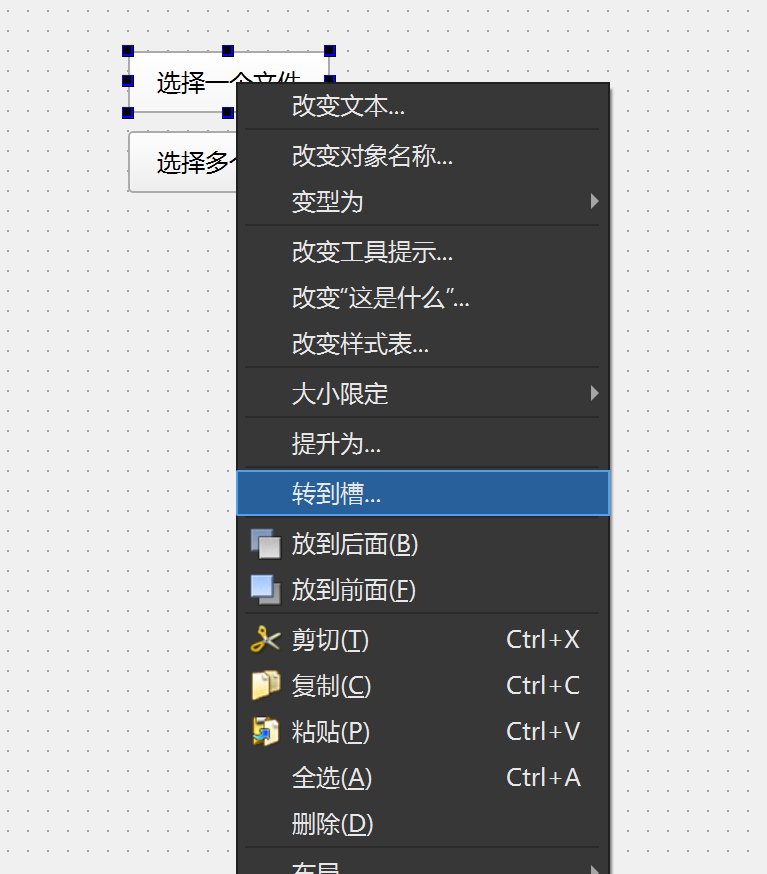 选择一个文件
改变文本...
选择多个
改变对象名称...
变型为
改变工具提示...
改变“这是什么”...
改变样式表...
大小限定
提升为...
转到槽...
放到后面(B)
放到前面(F)
剪切(T) Ctrl+X
复制(C) Ctrl+C
粘贴(P) Ctrl+V
全选(A) Ctrl+A
删除(D)
布局